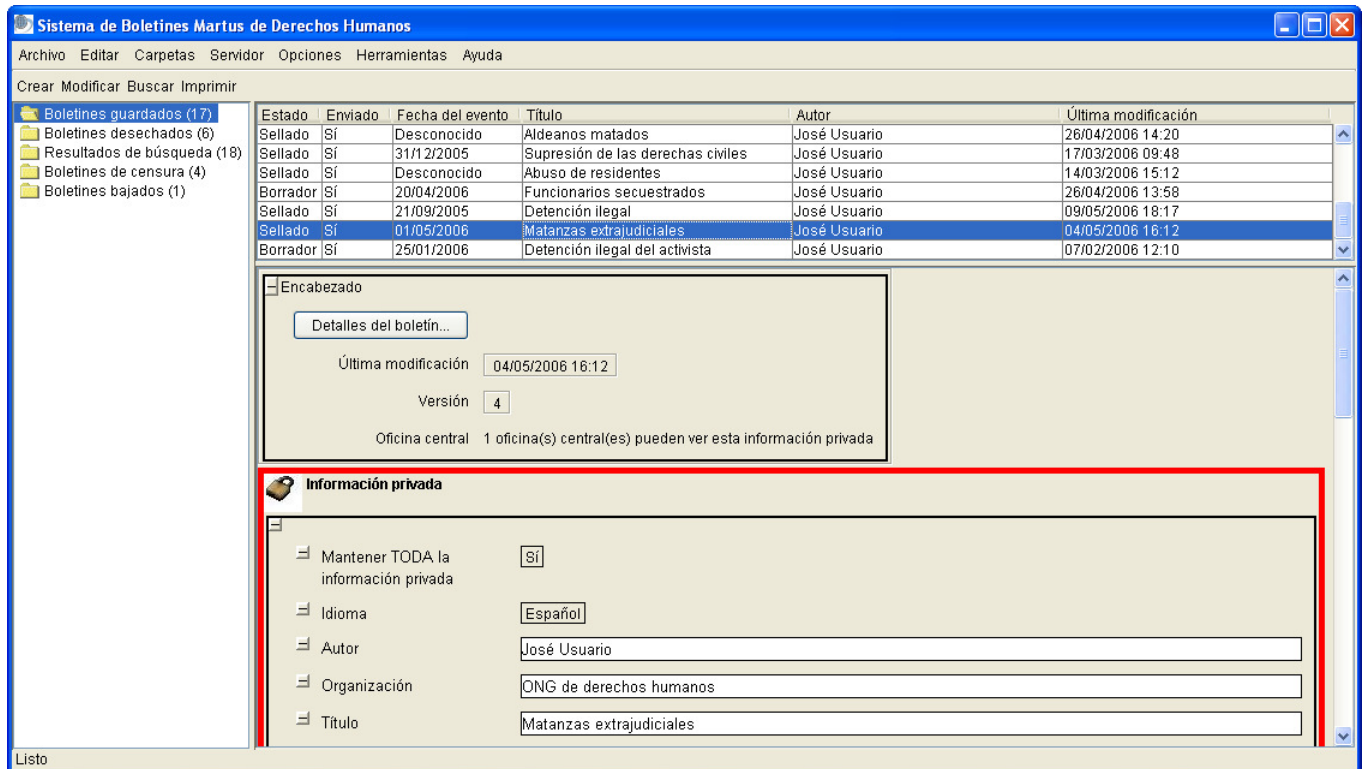 Sistema de Boletines Martus de Derechos Humanos
Archivo Editar Carpetas Servidor Opciones Herramientas Ayuda
Crear Modificar Buscar Imprimir
Boletines guardados (17)
Boletines desechados (6)
Resultados de búsqueda (18)
Boletines de censura (4)
Boletines bajados (1)
Estado Enviado Fecha del evento Título Autor Última modificación
Sellado Sí Desconocido Aldeanos matados José Usuario 26/04/2006 14:20
Sellado Sí 31/12/2005 Supresión de las derechas civiles José Usuario 17/03/2006 09:48
Sellado Sí Desconocido Abuso de residentes José Usuario 14/03/2006 15:12
Borrador Sí 20/04/2006 Funcionarios secuestrados José Usuario 26/04/2006 13:58
Sellado Sí 21/09/2005 Detención ilegal José Usuario 09/05/2006 18:17
Sellado Sí 01/05/2006 Matanzas extrajudiciales José Usuario 04/05/2006 16:12
Borrador Sí 25/01/2006 Detención ilegal del activista José Usuario 07/02/2006 12:10
Encabezado
Detalles del boletín...
Última modificación 04/05/2006 16:12
Versión 4
Oficina central 1 oficina(s) central(es) pueden ver esta información privada
Información privada
Mantener TODA la Sí
información privada
Idioma Español
Autor José Usuario
Organización ONG de derechos humanos
Título Matanzas extrajudiciales
Listo